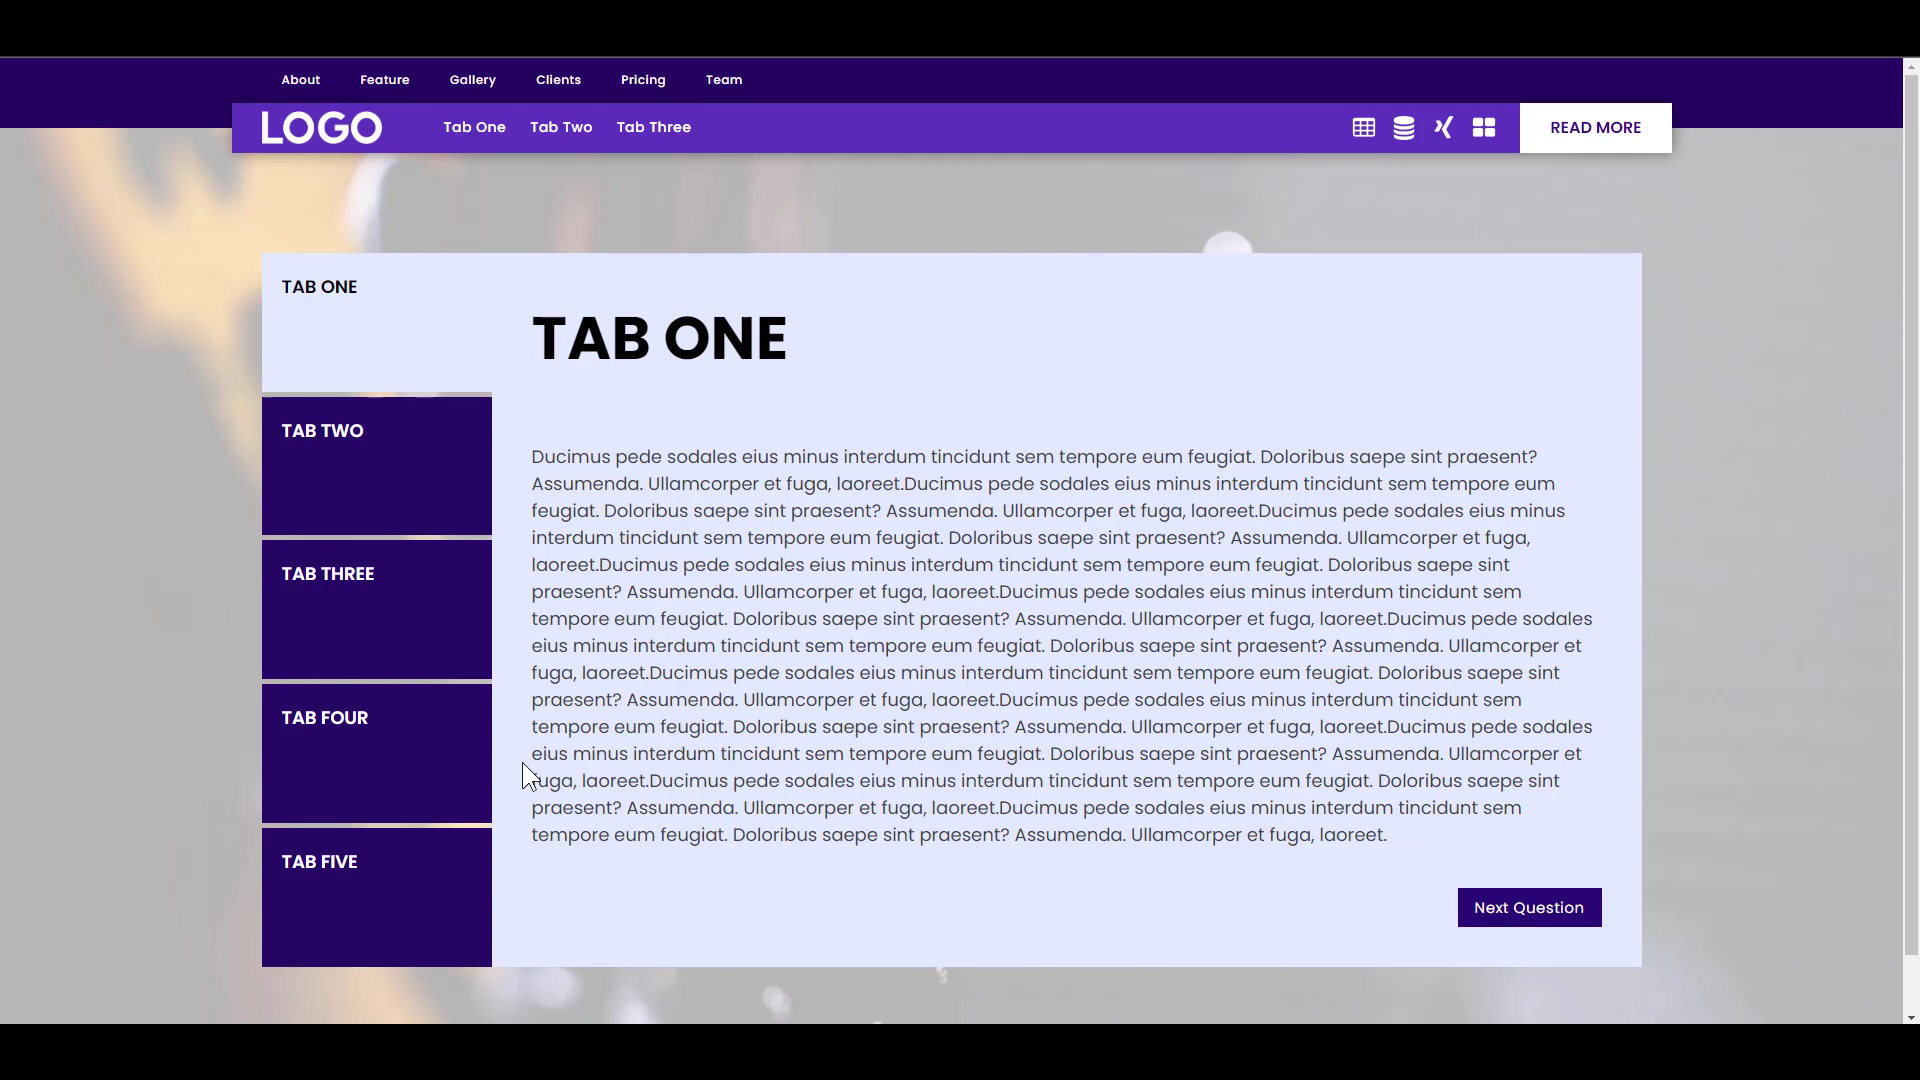 About Feature Gallery Clients Pricing Team
LOGO Tab One Tab Two Tab Three READ MORE
TAB ONE
TAB TWO
TAB THREE
TAB FOUR
TAB FIVE
TAB ONE
Ducimus pede sodales eius minus interdum tincidunt sem tempore eum feugiat. Doloribus saepe sint praesent?
Assumenda. Ullamcorper et fuga, laoreet.Ducimus pede sodales eius minus interdum tincidunt sem tempore eum
feugiat. Doloribus saepe sint praesent? Assumenda. Ullamcorper et fuga, laoreet.Ducimus pede sodales eius minus
interdum tincidunt sem tempore eum feugiat. Doloribus saepe sint praesent? Assumenda. Ullamcorper et fuga,
laoreet.Ducimus pede sodales eius minus interdum tincidunt sem tempore eum feugiat. Doloribus saepe sint
praesent? Assumenda. Ullamcorper et fuga, laoreet.Ducimus pede sodales eius minus interdum tincidunt sem
tempore eum feugiat. Doloribus saepe sint praesent? Assumenda. Ullamcorper et fuga, laoreet.Ducimus pede sodales
eius minus interdum tincidunt sem tempore eum feugiat. Doloribus saepe sint praesent? Assumenda. Ullamcorper et
fuga, laoreet.Ducimus pede sodales eius minus interdum tincidunt sem tempore eum feugiat. Doloribus saepe sint
praesent? Assumenda. Ullamcorper et fuga, laoreet.Ducimus pede sodales eius minus interdum tincidunt sem
tempore eum feugiat. Doloribus saepe sint praesent? Assumenda. Ullamcorper et fuga, laoreet.Ducimus pede sodales
eius minus interdum tincidunt sem tempore eum feugiat. Doloribus saepe sint praesent? Assumenda. Ullamcorper et
fuga, laoreet.Ducimus pede sodales eius minus interdum tincidunt sem tempore eum feugiat. Doloribus saepe sint
praesent? Assumenda. Ullamcorper et fuga, laoreet.Ducimus pede sodales eius minus interdum tincidunt sem
tempore eum feugiat. Doloribus saepe sint praesent? Assumenda. Ullamcorper et fuga, laoreet.
Next Question